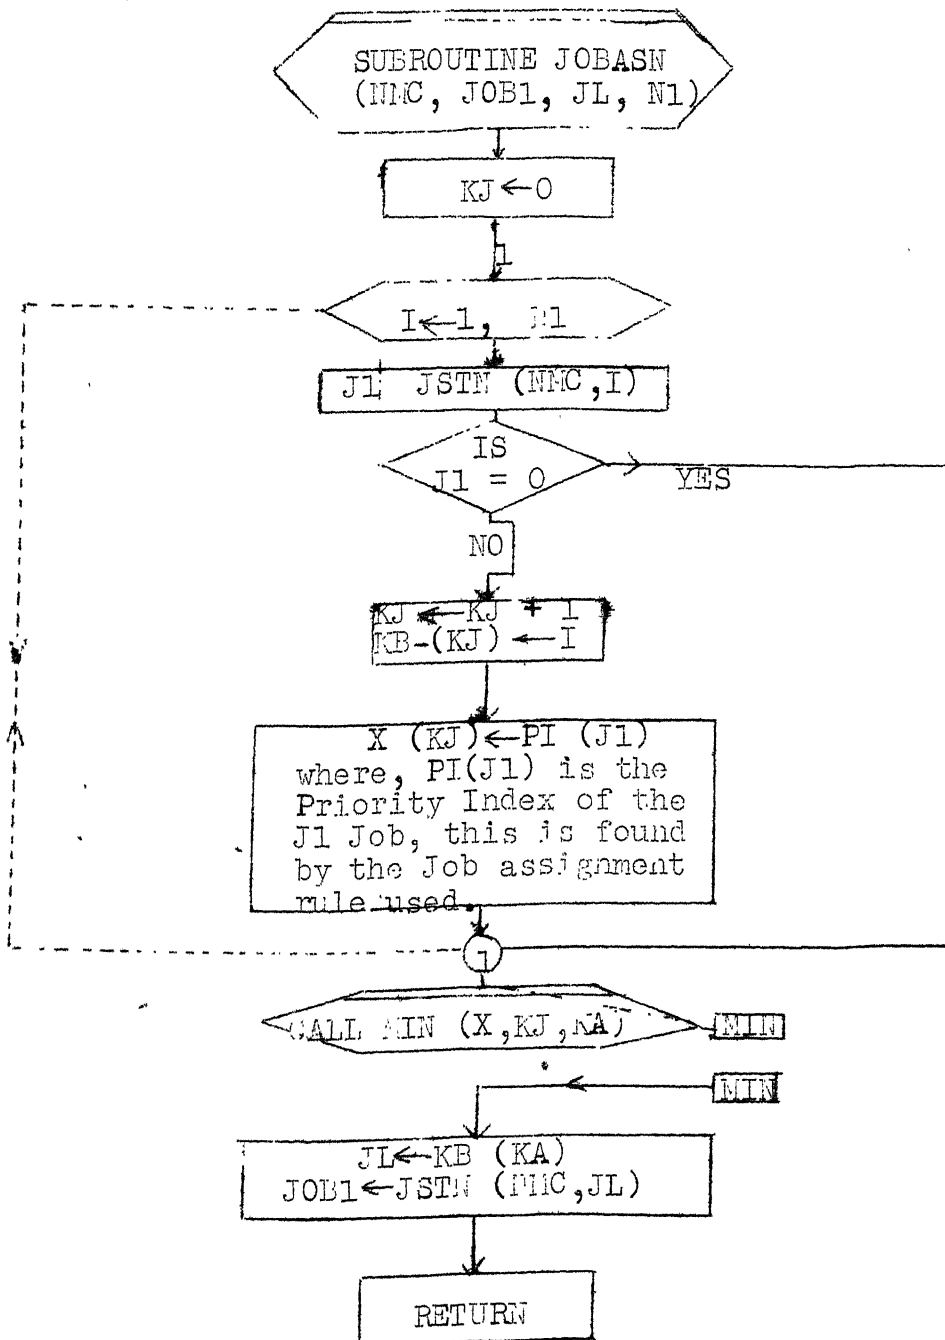 SUBROUTINE JOBASN
(NMC, JOB1, JL, N1)
KJ ← 0
1
I ← 1, N1
J1 JSTN (NMC,I)
IS
J1 = 0
YES
NO
KJ ← KJ + 1
KB-(KJ) ← I
X (KJ) ← PI (J1)
where, PI(J1) is the
Priority Index of the
J1 Job, this is found
by the Job assignment
rule used.
1
CALL MIN (X,KJ,KA)
MIN
MIN
JL ← KB (KA)
JOB1 ← JSTN (NMC,JL)
RETURN